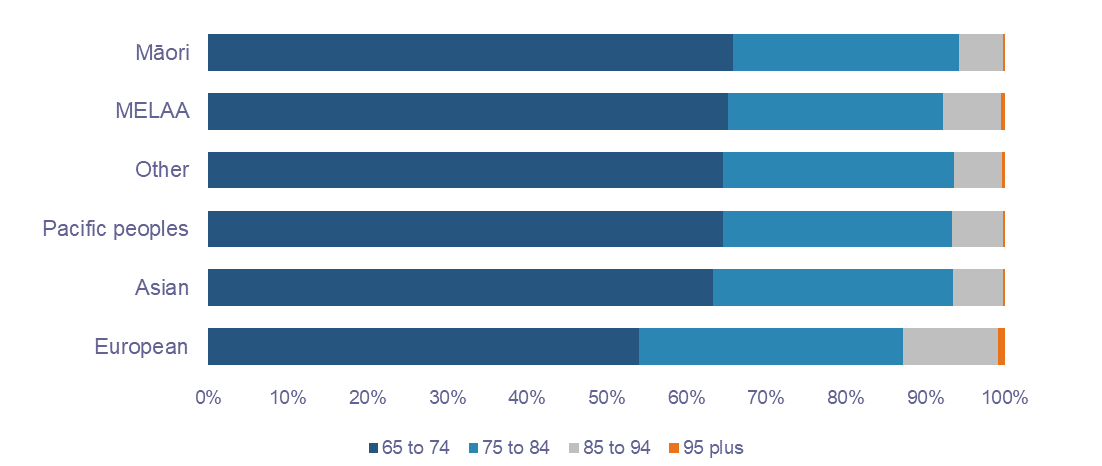 Māori
MELAA
Other
Pacific peoples
Asian
European
0% 10% 20% 30% 40% 50% 60% 70% 80% 90% 100%
65 to 74 75 to 84 85 to 94 95 plus